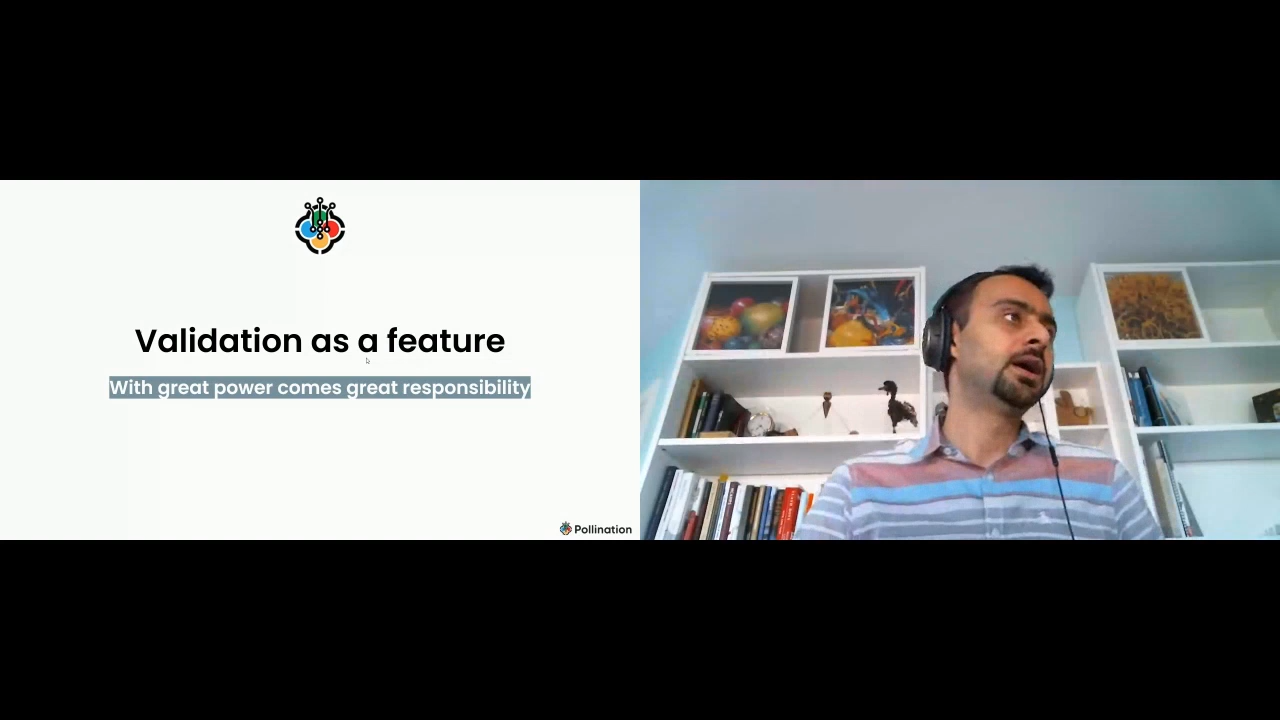 Validation as a feature
With great power comes great responsibility
Pollination